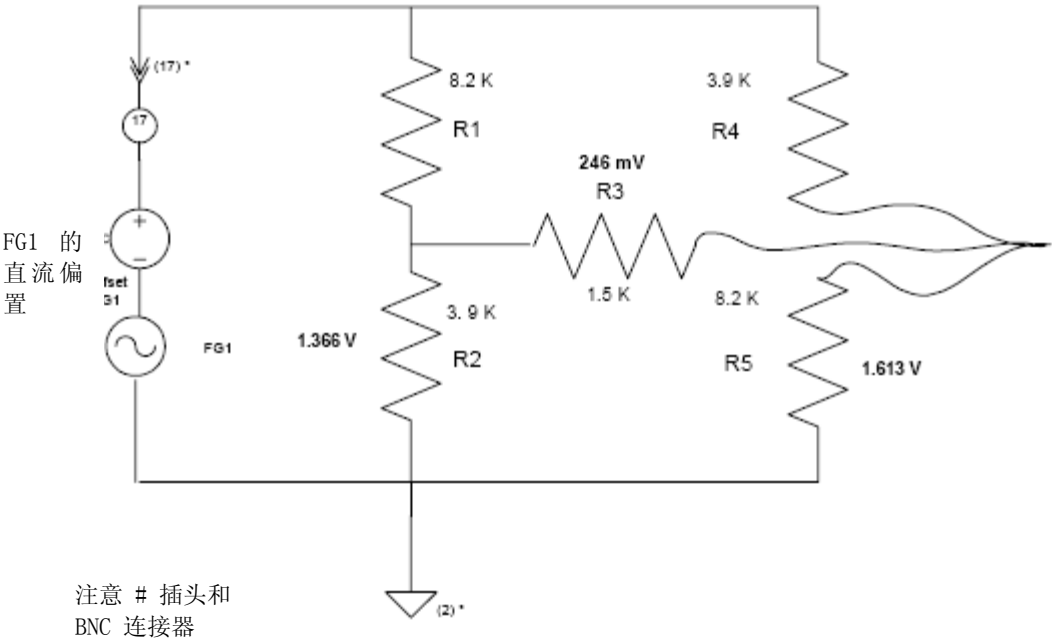 (17) *
8.2 K
3.9 K
17
R1
R4
246 mV
R3
+
FG1 的
直流偏
置
−
fset
G1
1.5 K
8.2 K
3.9 K
1.366 V
FG1
R2
R5
1.613 V
注意 # 插头和
BNC 连接器
(2) *